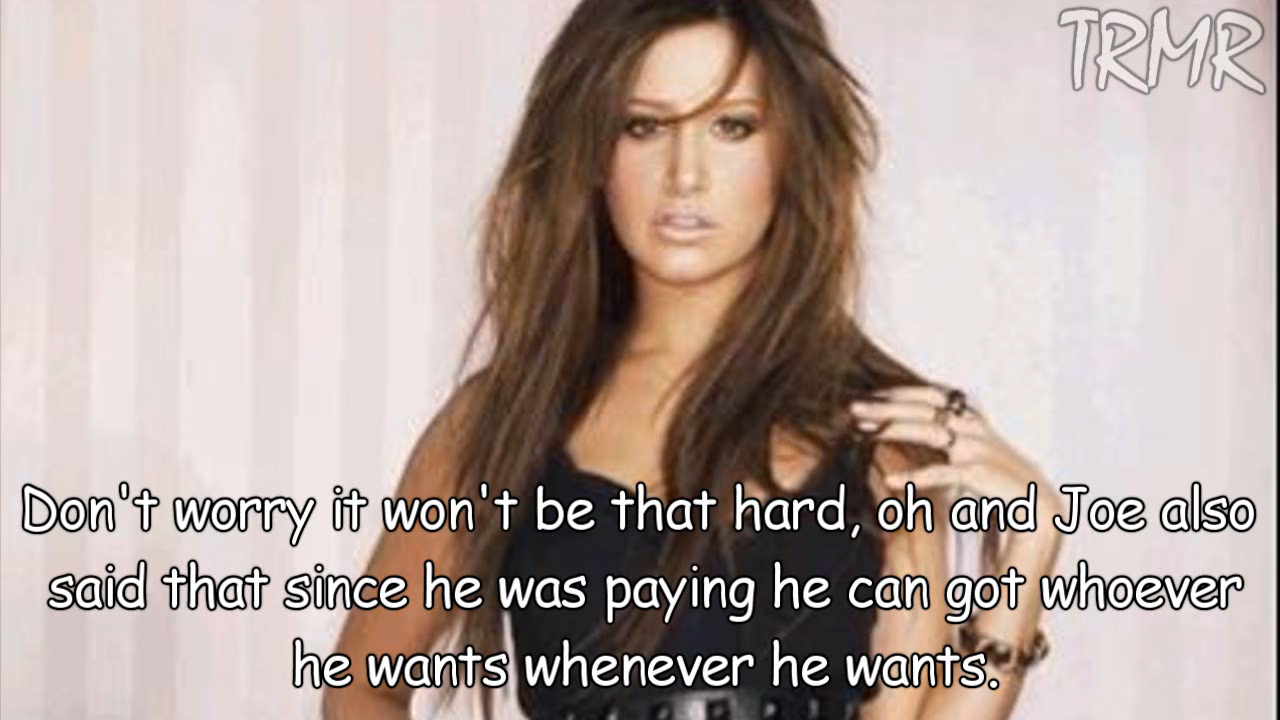 TRMR
Don't worry it won't be that hard, oh and Joe also
said that since he was paying he can got whoever
he wants whenever he wants.